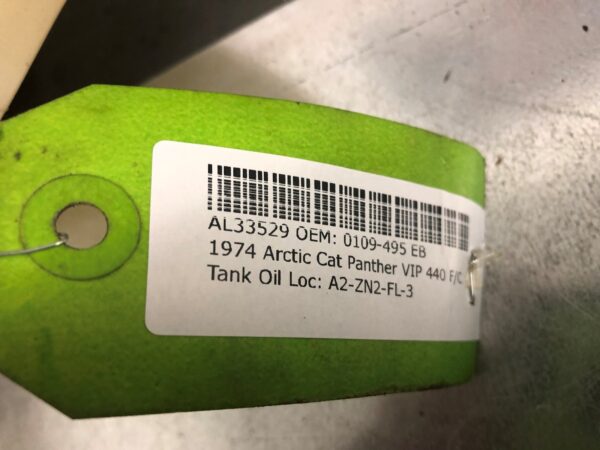 AL33529 OEM: 0109-495 EB
1974 Arctic Cat Panther VIP 440 F/C
Tank Oil Loc: A2-ZN2-FL-3